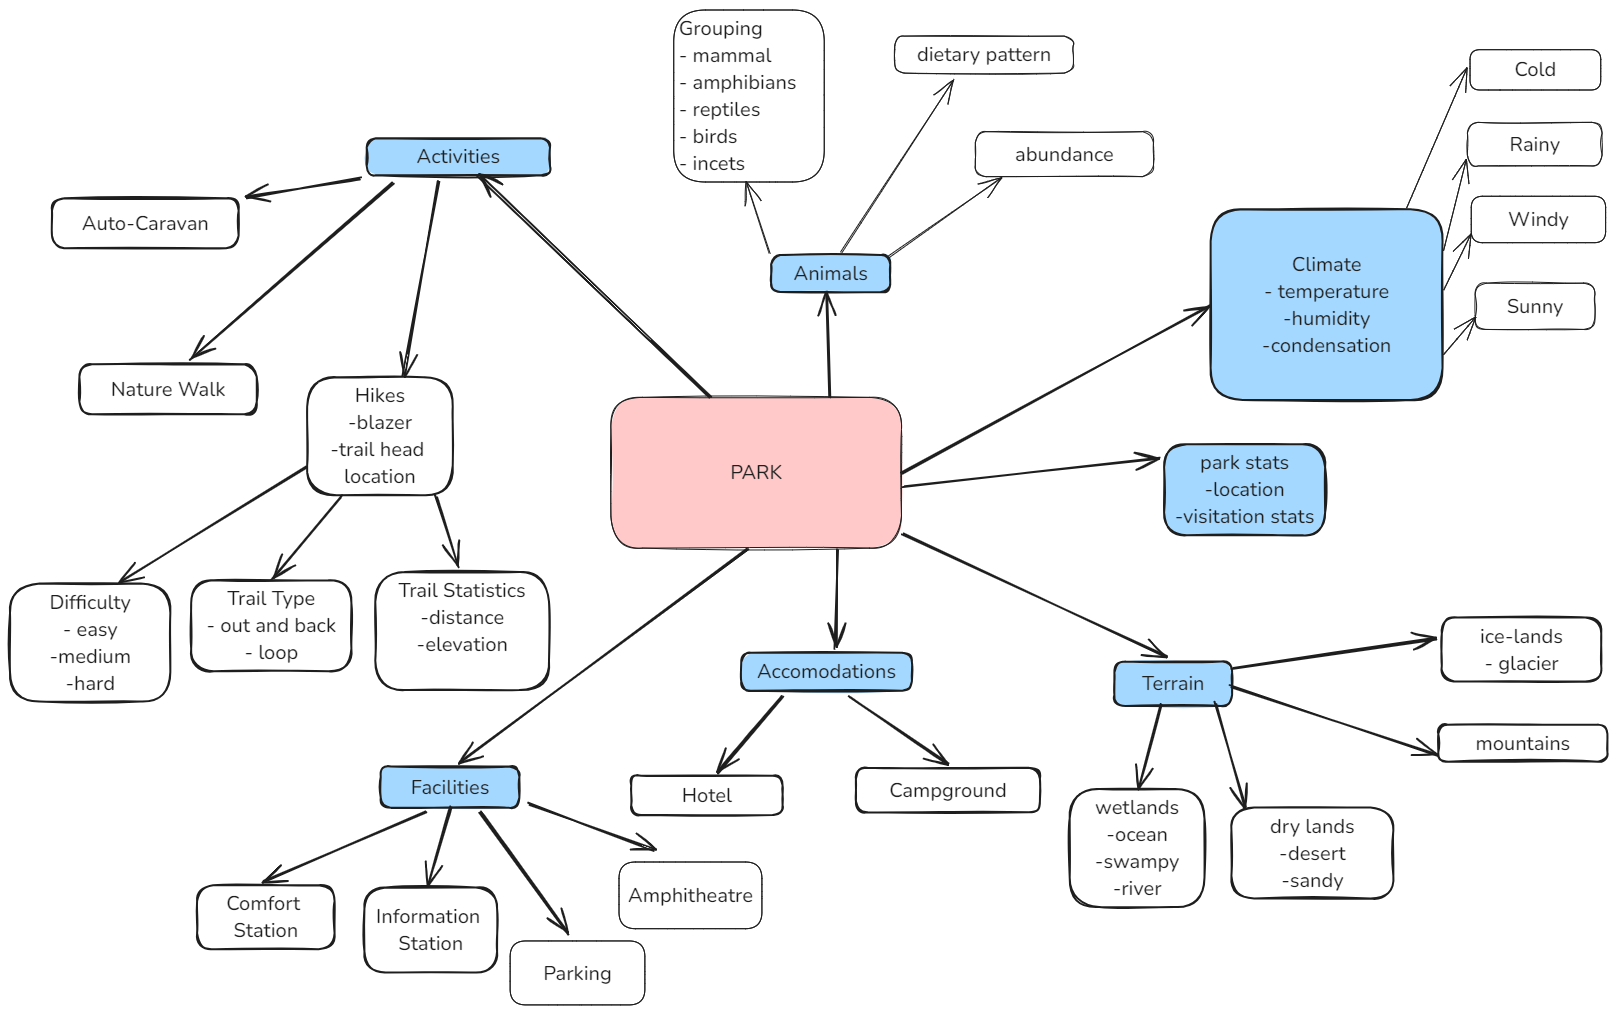 Grouping
- mammal
- amphibians
- reptiles
- birds
- incets
dietary pattern
abundance
Animals
Cold
Rainy
Windy
Sunny
Climate
- temperature
-humidity
-condensation
Activities
Auto-Caravan
Nature Walk
Hikes
-blazer
-trail head
location
Difficulty
- easy
-medium
-hard
Trail Type
- out and back
- loop
Trail Statistics
-distance
-elevation
PARK
park stats
-location
-visitation stats
Accomodations
Hotel
Campground
Terrain
ice-lands
- glacier
mountains
wetlands
-ocean
-swampy
-river
dry lands
-desert
-sandy
Facilities
Comfort
Station
Information
Station
Parking
Amphitheatre